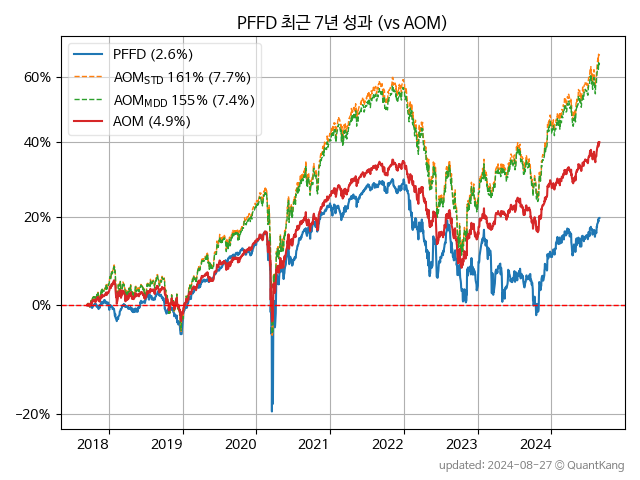 PFFD 최근 7년 성과 (vs AOM)
PFFD (2.6%)
AOM_STD 161% (7.7%)
AOM_MDD 155% (7.4%)
AOM (4.9%)
60%
40%
20%
0%
−20%
2018 2019 2020 2021 2022 2023 2024
updated: 2024-08-27 © QuantKang